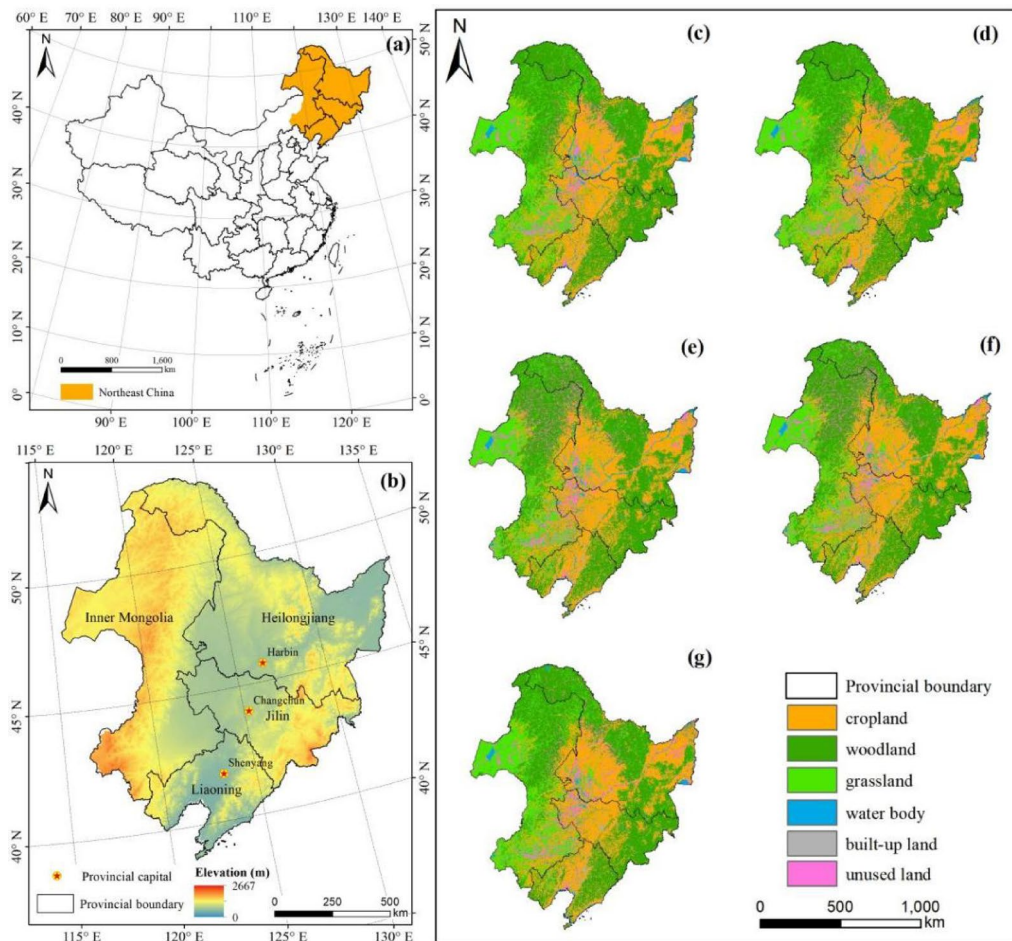 60° E 70° E 80° E 90° E 100° E 110° E 120° E 130° E 140° E
N
(a)
50° N
40° N
30° N
20° N
10° N
0°
50° N
40° N
30° N
20° N
10° N
0°
0 800 1,600
km
Northeast China
90° E 100° E 110° E 120° E
115° E 120° E 125° E 130° E 135° E
N
(b)
50° N
45° N
40° N
50° N
45° N
40° N
Inner Mongolia
Heilongjiang
Harbin
Changchun
Jilin
Shenyang
Liaoning
Provincial capital
Provincial boundary
Elevation (m)
2667
0
0 250 500
km
115° E 120° E 125° E 130° E
N
(c)
(d)
(e)
(f)
(g)
Provincial boundary
cropland
woodland
grassland
water body
built-up land
unused land
0 500 1,000
km